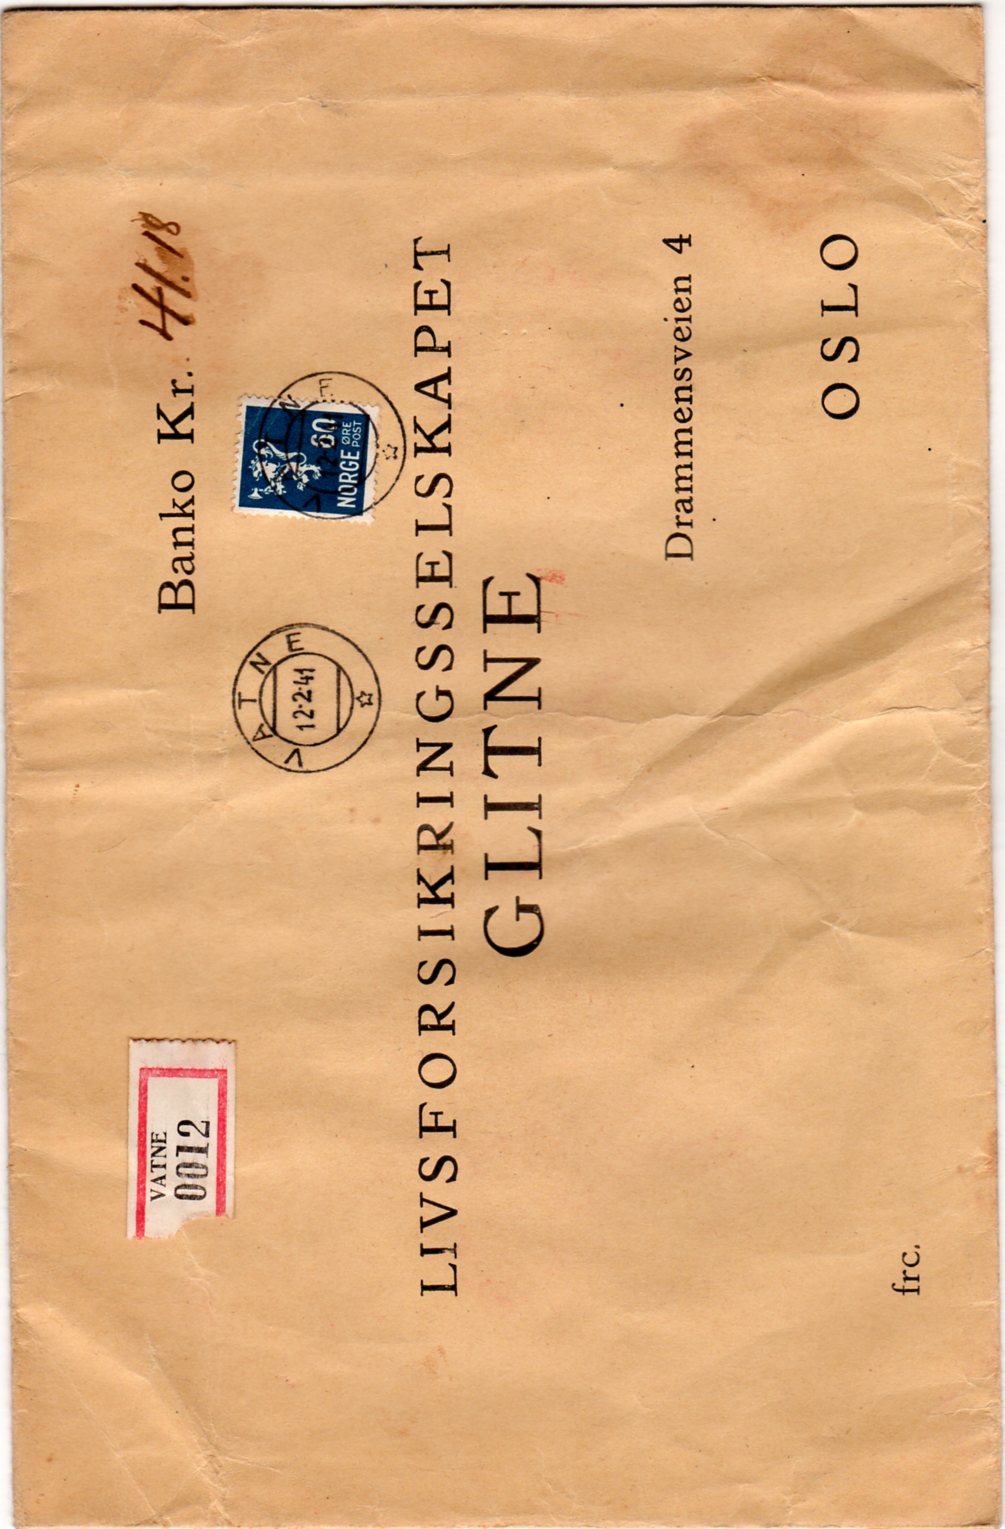 Banko Kr. 41.18
VATNE
0012
VATNE
12·2·41
NORGE 60
ØRE
POST
LIVSFORSIKRINGSSELSKAPET
GLITNE
Drammensveien 4
OSLO
frc.